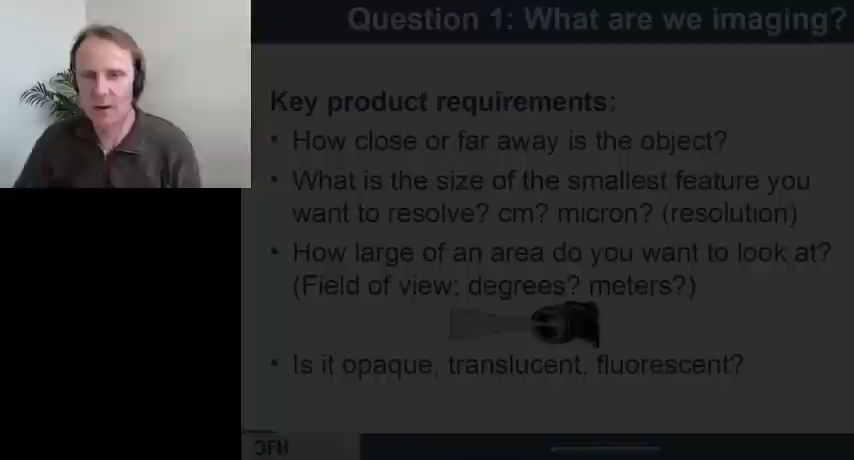 Question 1: What are we imaging?
Key product requirements:
• How close or far away is the object?
• What is the size of the smallest feature you
want to resolve? cm? micron? (resolution)
• How large of an area do you want to look at?
(Field of view: degrees? meters?)
• Is it opaque, translucent, fluorescent?